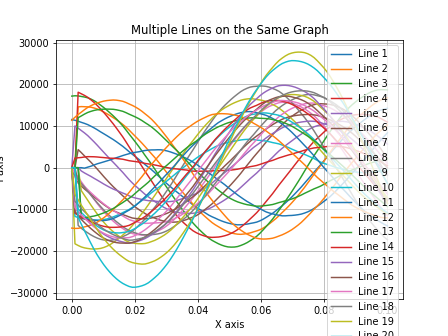 Multiple Lines on the Same Graph
30000
20000
10000
0
−10000
−20000
−30000
0.00
0.02
0.04
0.06
X axis
axis
Line 1
Line 2
Line 3
Line 4
Line 5
Line 6
Line 7
Line 8
Line 9
Line 10
Line 11
Line 12
Line 13
Line 14
Line 15
Line 16
Line 17
Line 18
Line 19
Line 20